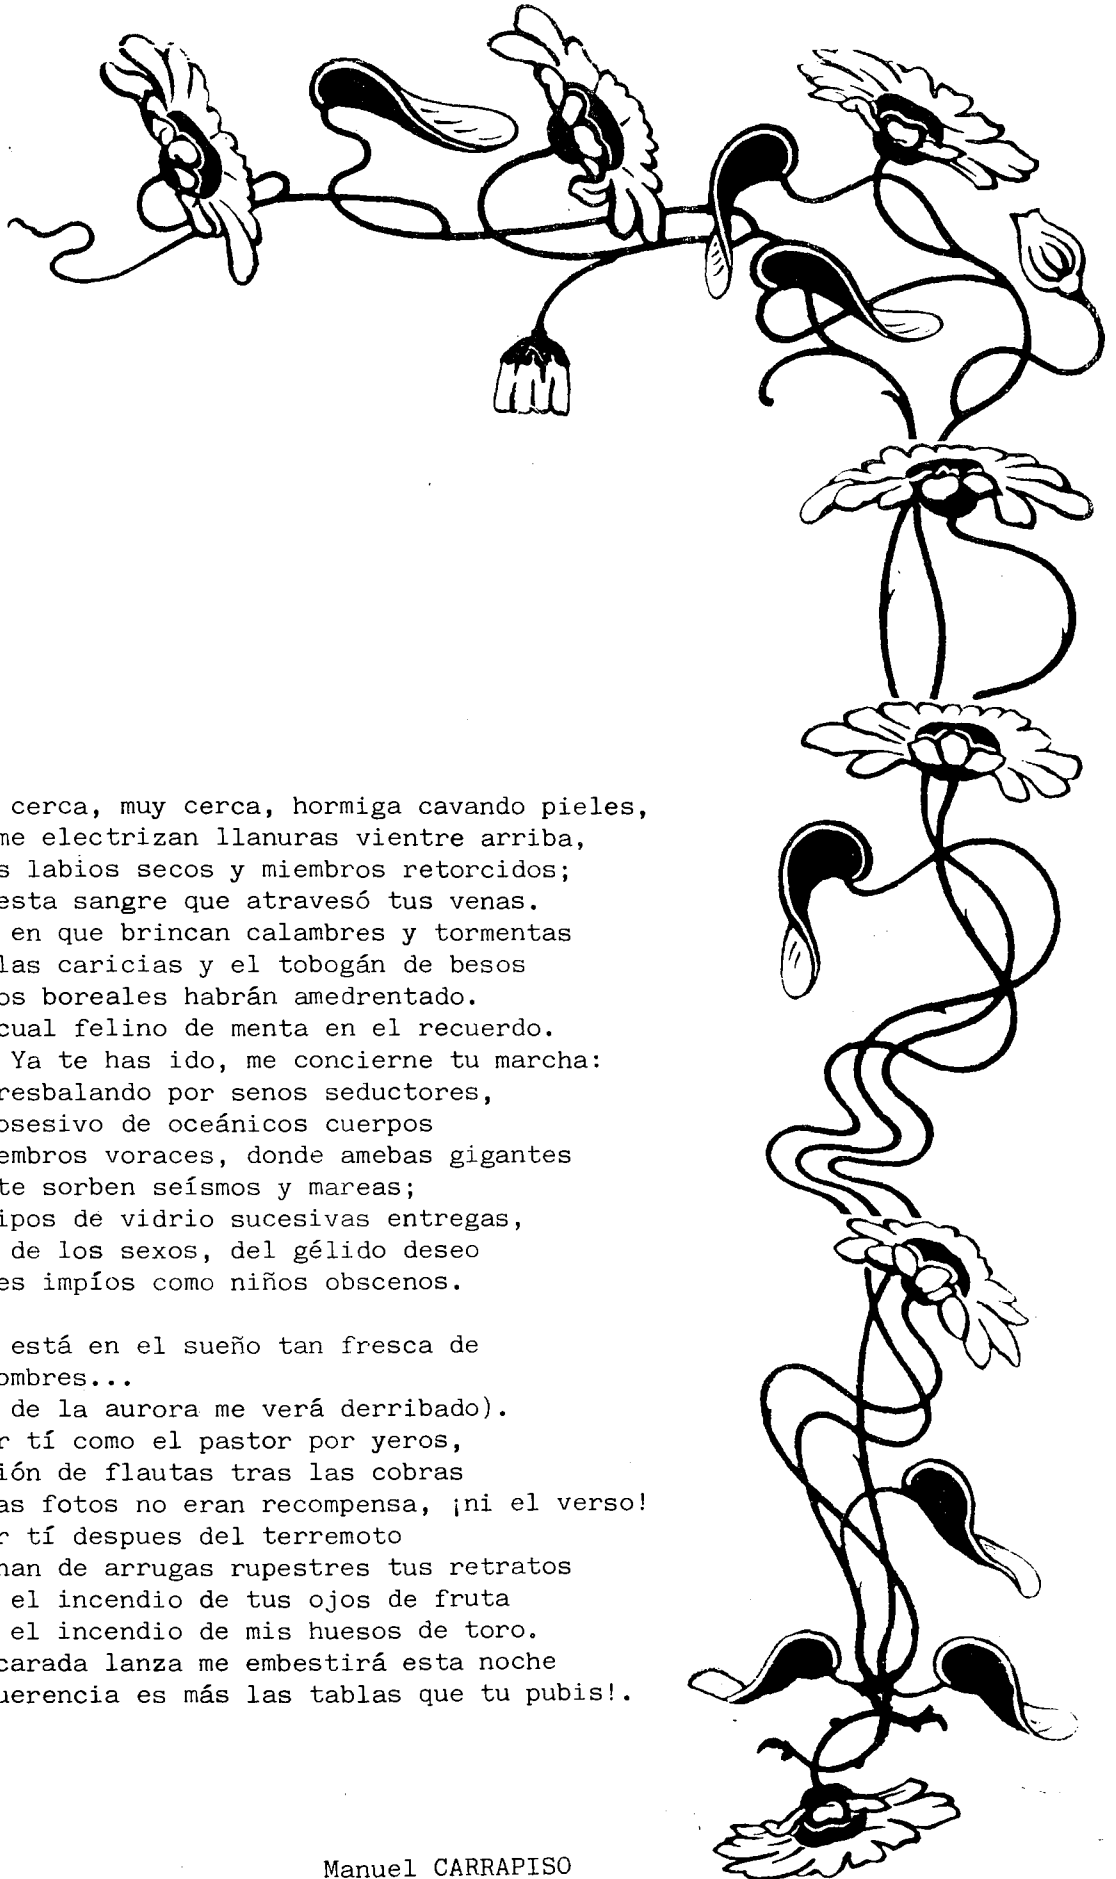 cerca, muy cerca, hormiga cavando pieles,
me electrizan llanuras vientre arriba,
s labios secos y miembros retorcidos;
esta sangre que atravesó tus venas.
en que brincan calambres y tormentas
las caricias y el tobogán de besos
os boreales habrán amedrentado.
cual felino de menta en el recuerdo.
Ya te has ido, me concierne tu marcha:
resbalando por senos seductores,
osesivo de oceánicos cuerpos
embros voraces, donde amebas gigantes
te sorben seísmos y mareas;
ipos de vidrio sucesivas entregas,
de los sexos, del gélido deseo
es impíos como niños obscenos.
está en el sueño tan fresca de
ombres...
de la aurora me verá derribado).
r tí como el pastor por yeros,
ión de flautas tras las cobras
as fotos no eran recompensa, ¡ni el verso!
r tí despues del terremoto
nan de arrugas rupestres tus retratos
el incendio de tus ojos de fruta
el incendio de mis huesos de toro.
carada lanza me embestirá esta noche
uerencia es más las tablas que tu pubis!.
Manuel CARRAPISO